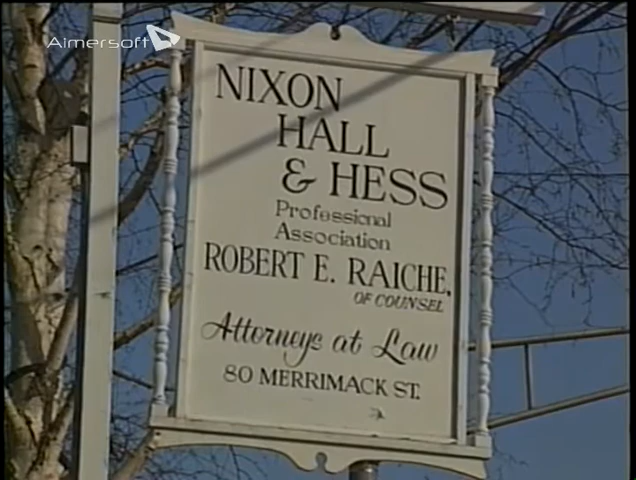 Aimersoft
NIXON
HALL
& HESS
Professional
Association
ROBERT E. RAICHE,
OF COUNSEL
Attorneys at Law
80 MERRIMACK ST.